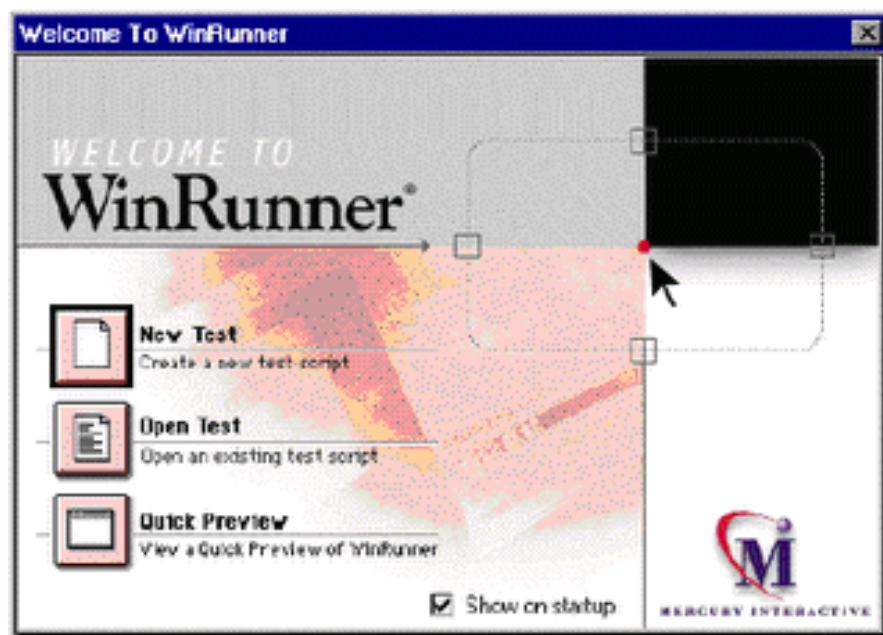 Welcome To WinRunner
WELCOME TO
WinRunner®
New Test
Create a new test script
Open Test
Open an existing test script
Quick Preview
View a Quick Preview of WinRunner
Show on startup
M
MERCURY INTERACTIVE